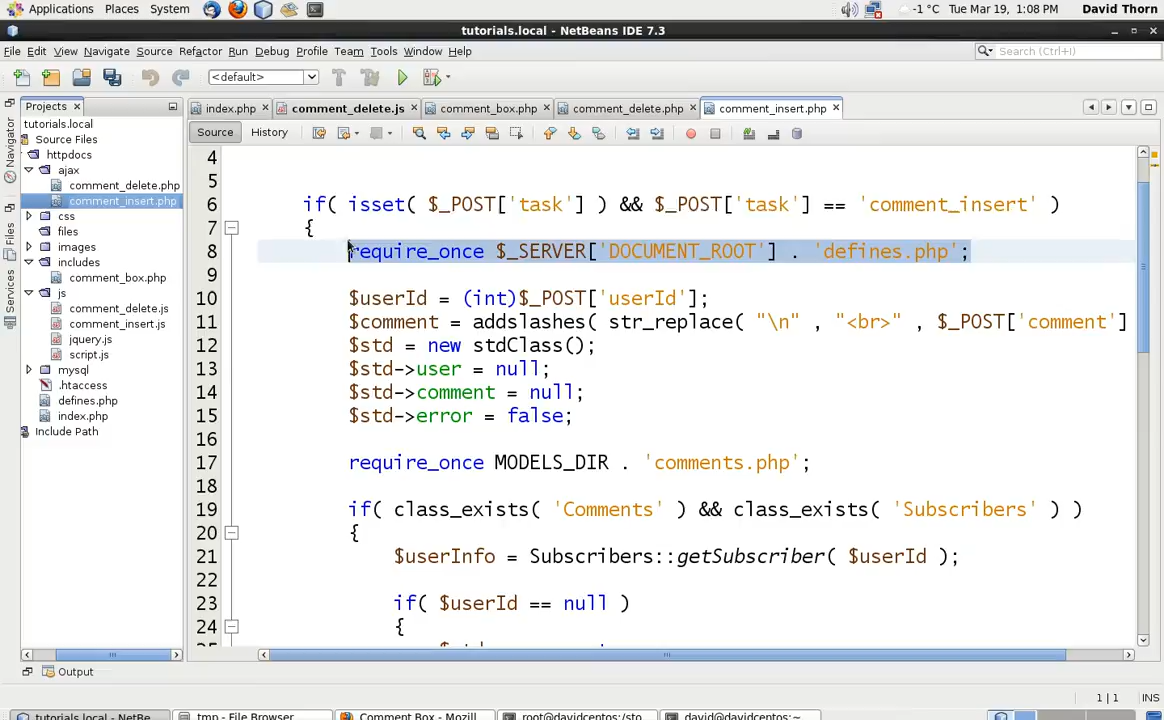 Applications Places System -1 °C Tue Mar 19, 1:08 PM David Thorn
tutorials.local - NetBeans IDE 7.3
File Edit View Navigate Source Refactor Run Debug Profile Team Tools Window Help Search (Ctrl+I)
<default>
Projects index.php comment_delete.js comment_box.php comment_delete.php comment_insert.php
Source History
Navigator
Files
Services
tutorials.local
Source Files
httpdocs
ajax
comment_delete.php
comment_insert.php
css
files
images
includes
comment_box.php
js
comment_delete.js
comment_insert.js
jquery.js
script.js
mysql
.htaccess
defines.php
index.php
Include Path
4
5
6 if( isset( $_POST['task'] ) && $_POST['task'] == 'comment_insert' )
7 {
8 require_once $_SERVER['DOCUMENT_ROOT'] . 'defines.php';
9
10 $userId = (int)$_POST['userId'];
11 $comment = addslashes( str_replace( "\n" , "<br>" , $_POST['comment']
12 $std = new stdClass();
13 $std->user = null;
14 $std->comment = null;
15 $std->error = false;
16
17 require_once MODELS_DIR . 'comments.php';
18
19 if( class_exists( 'Comments' ) && class_exists( 'Subscribers' ) )
20 {
21 $userInfo = Subscribers::getSubscriber( $userId );
22
23 if( $userId == null )
24 {
Output
1 | 1 INS
tutorials.local - NetBe... tmp - File Browser Comment Box - Mozill... root@davidcentos:/sto... david@davidcentos:~